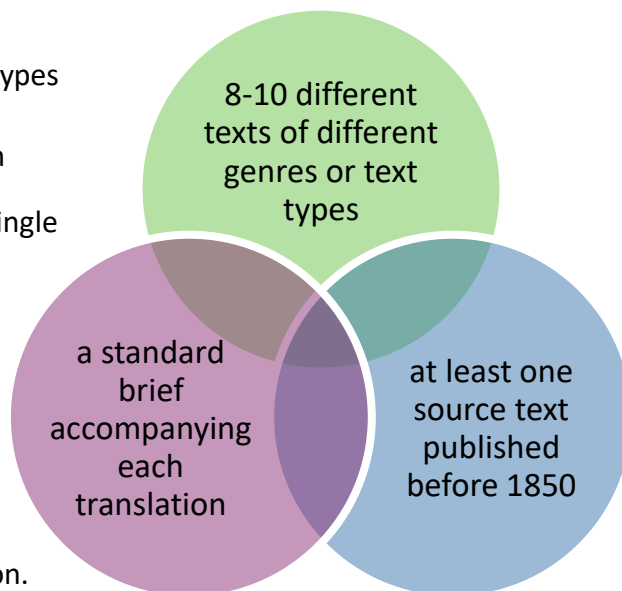 ypes
ingle
on.
8-10 different
texts of different
genres or text
types
a standard
brief
accompanying
each
translation
at least one
source text
published
before 1850